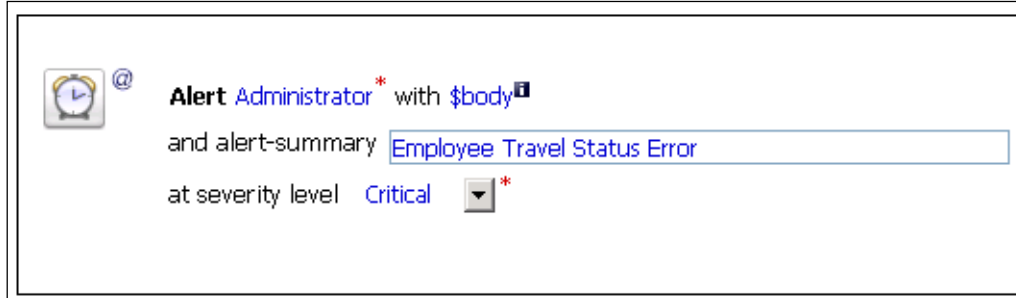 @ Alert Administrator* with $body i
and alert-summary Employee Travel Status Error
at severity level Critical *